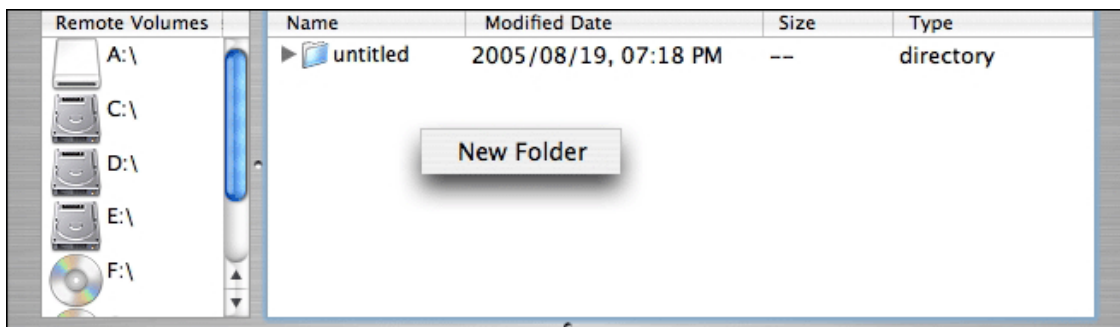 Remote Volumes
Name Modified Date Size Type
A:\
untitled 2005/08/19, 07:18 PM -- directory
C:\
New Folder
D:\
E:\
F:\